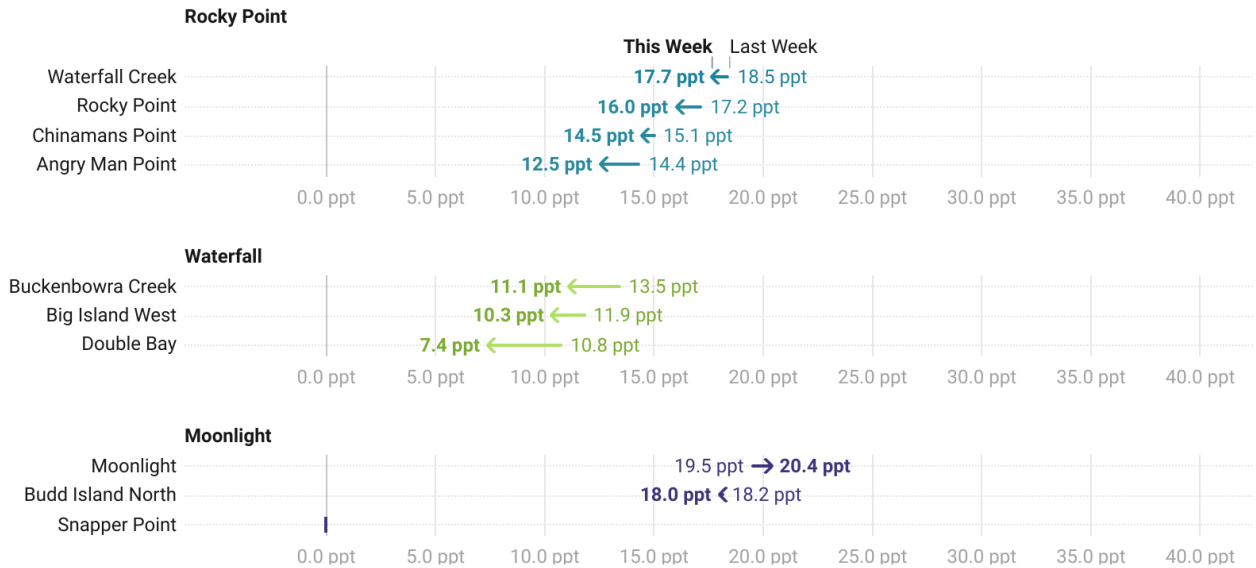 Rocky Point
This Week Last Week
Waterfall Creek 17.7 ppt 18.5 ppt
Rocky Point 16.0 ppt 17.2 ppt
Chinamans Point 14.5 ppt 15.1 ppt
Angry Man Point 12.5 ppt 14.4 ppt
0.0 ppt 5.0 ppt 10.0 ppt 15.0 ppt 20.0 ppt 25.0 ppt 30.0 ppt 35.0 ppt 40.0 ppt
Waterfall
Buckenbowra Creek 11.1 ppt 13.5 ppt
Big Island West 10.3 ppt 11.9 ppt
Double Bay 7.4 ppt 10.8 ppt
0.0 ppt 5.0 ppt 10.0 ppt 15.0 ppt 20.0 ppt 25.0 ppt 30.0 ppt 35.0 ppt 40.0 ppt
Moonlight
Moonlight 19.5 ppt 20.4 ppt
Budd Island North 18.0 ppt 18.2 ppt
Snapper Point
0.0 ppt 5.0 ppt 10.0 ppt 15.0 ppt 20.0 ppt 25.0 ppt 30.0 ppt 35.0 ppt 40.0 ppt